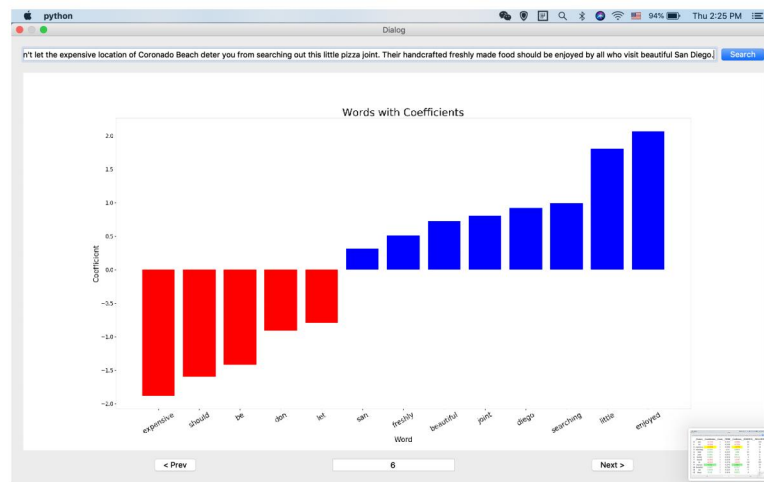 python 94% Thu 2:25 PM
Dialog
n't let the expensive location of Coronado Beach deter you from searching out this little pizza joint. Their handcrafted freshly made food should be enjoyed by all who visit beautiful San Diego. Search
Words with Coefficients
2.0
1.5
1.0
0.5
0.0
−0.5
−1.0
−1.5
−2.0
Coefficient
expensive should be don let san freshly beautiful joint diego searching little enjoyed
Word
< Prev 6 Next >